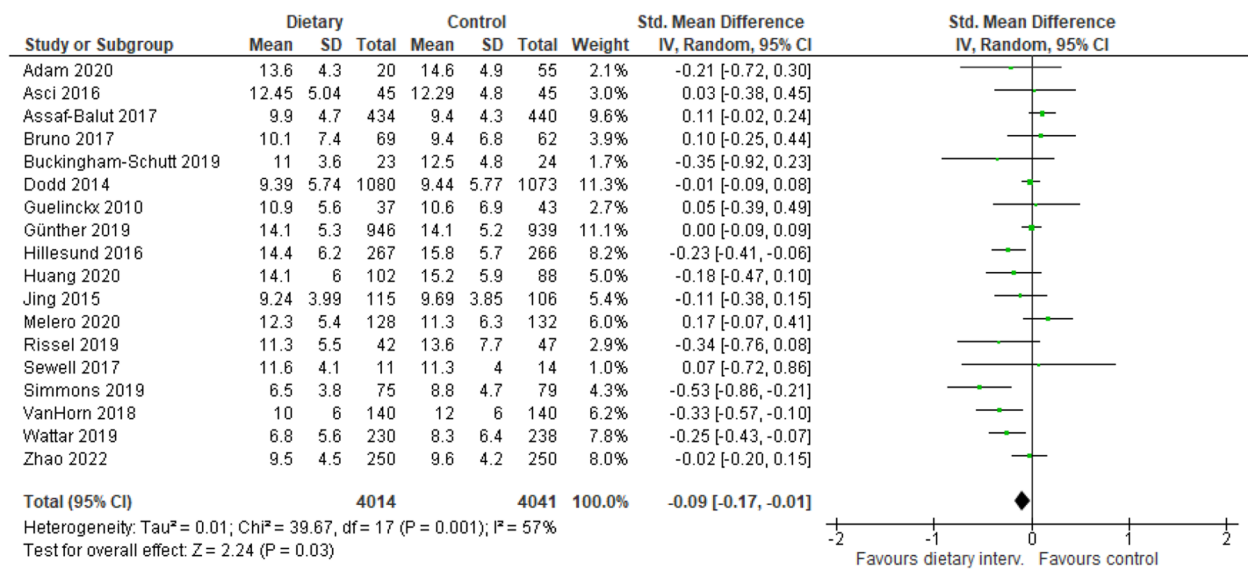 Dietary Control Std. Mean Difference Std. Mean Difference
Study or Subgroup Mean SD Total Mean SD Total Weight IV, Random, 95% CI IV, Random, 95% CI
Adam 2020 13.6 4.3 20 14.6 4.9 55 2.1% -0.21 [-0.72, 0.30]
Asci 2016 12.45 5.04 45 12.29 4.8 45 3.0% 0.03 [-0.38, 0.45]
Assaf-Balut 2017 9.9 4.7 434 9.4 4.3 440 9.6% 0.11 [-0.02, 0.24]
Bruno 2017 10.1 7.4 69 9.4 6.8 62 3.9% 0.10 [-0.25, 0.44]
Buckingham-Schutt 2019 11 3.6 23 12.5 4.8 24 1.7% -0.35 [-0.92, 0.23]
Dodd 2014 9.39 5.74 1080 9.44 5.77 1073 11.3% -0.01 [-0.09, 0.08]
Guelinckx 2010 10.9 5.6 37 10.6 6.9 43 2.7% 0.05 [-0.39, 0.49]
Günther 2019 14.1 5.3 946 14.1 5.2 939 11.1% 0.00 [-0.09, 0.09]
Hillesund 2016 14.4 6.2 267 15.8 5.7 266 8.2% -0.23 [-0.41, -0.06]
Huang 2020 14.1 6 102 15.2 5.9 88 5.0% -0.18 [-0.47, 0.10]
Jing 2015 9.24 3.99 115 9.69 3.85 106 5.4% -0.11 [-0.38, 0.15]
Melero 2020 12.3 5.4 128 11.3 6.3 132 6.0% 0.17 [-0.07, 0.41]
Rissel 2019 11.3 5.5 42 13.6 7.7 47 2.9% -0.34 [-0.76, 0.08]
Sewell 2017 11.6 4.1 11 11.3 4 14 1.0% 0.07 [-0.72, 0.86]
Simmons 2019 6.5 3.8 75 8.8 4.7 79 4.3% -0.53 [-0.86, -0.21]
VanHorn 2018 10 6 140 12 6 140 6.2% -0.33 [-0.57, -0.10]
Wattar 2019 6.8 5.6 230 8.3 6.4 238 7.8% -0.25 [-0.43, -0.07]
Zhao 2022 9.5 4.5 250 9.6 4.2 250 8.0% -0.02 [-0.20, 0.15]
Total (95% CI) 4014 4041 100.0% -0.09 [-0.17, -0.01]
Heterogeneity: Tau² = 0.01; Chi² = 39.67, df = 17 (P = 0.001); I² = 57%
Test for overall effect: Z = 2.24 (P = 0.03)
-2 -1 0 1 2
Favours dietary interv. Favours control